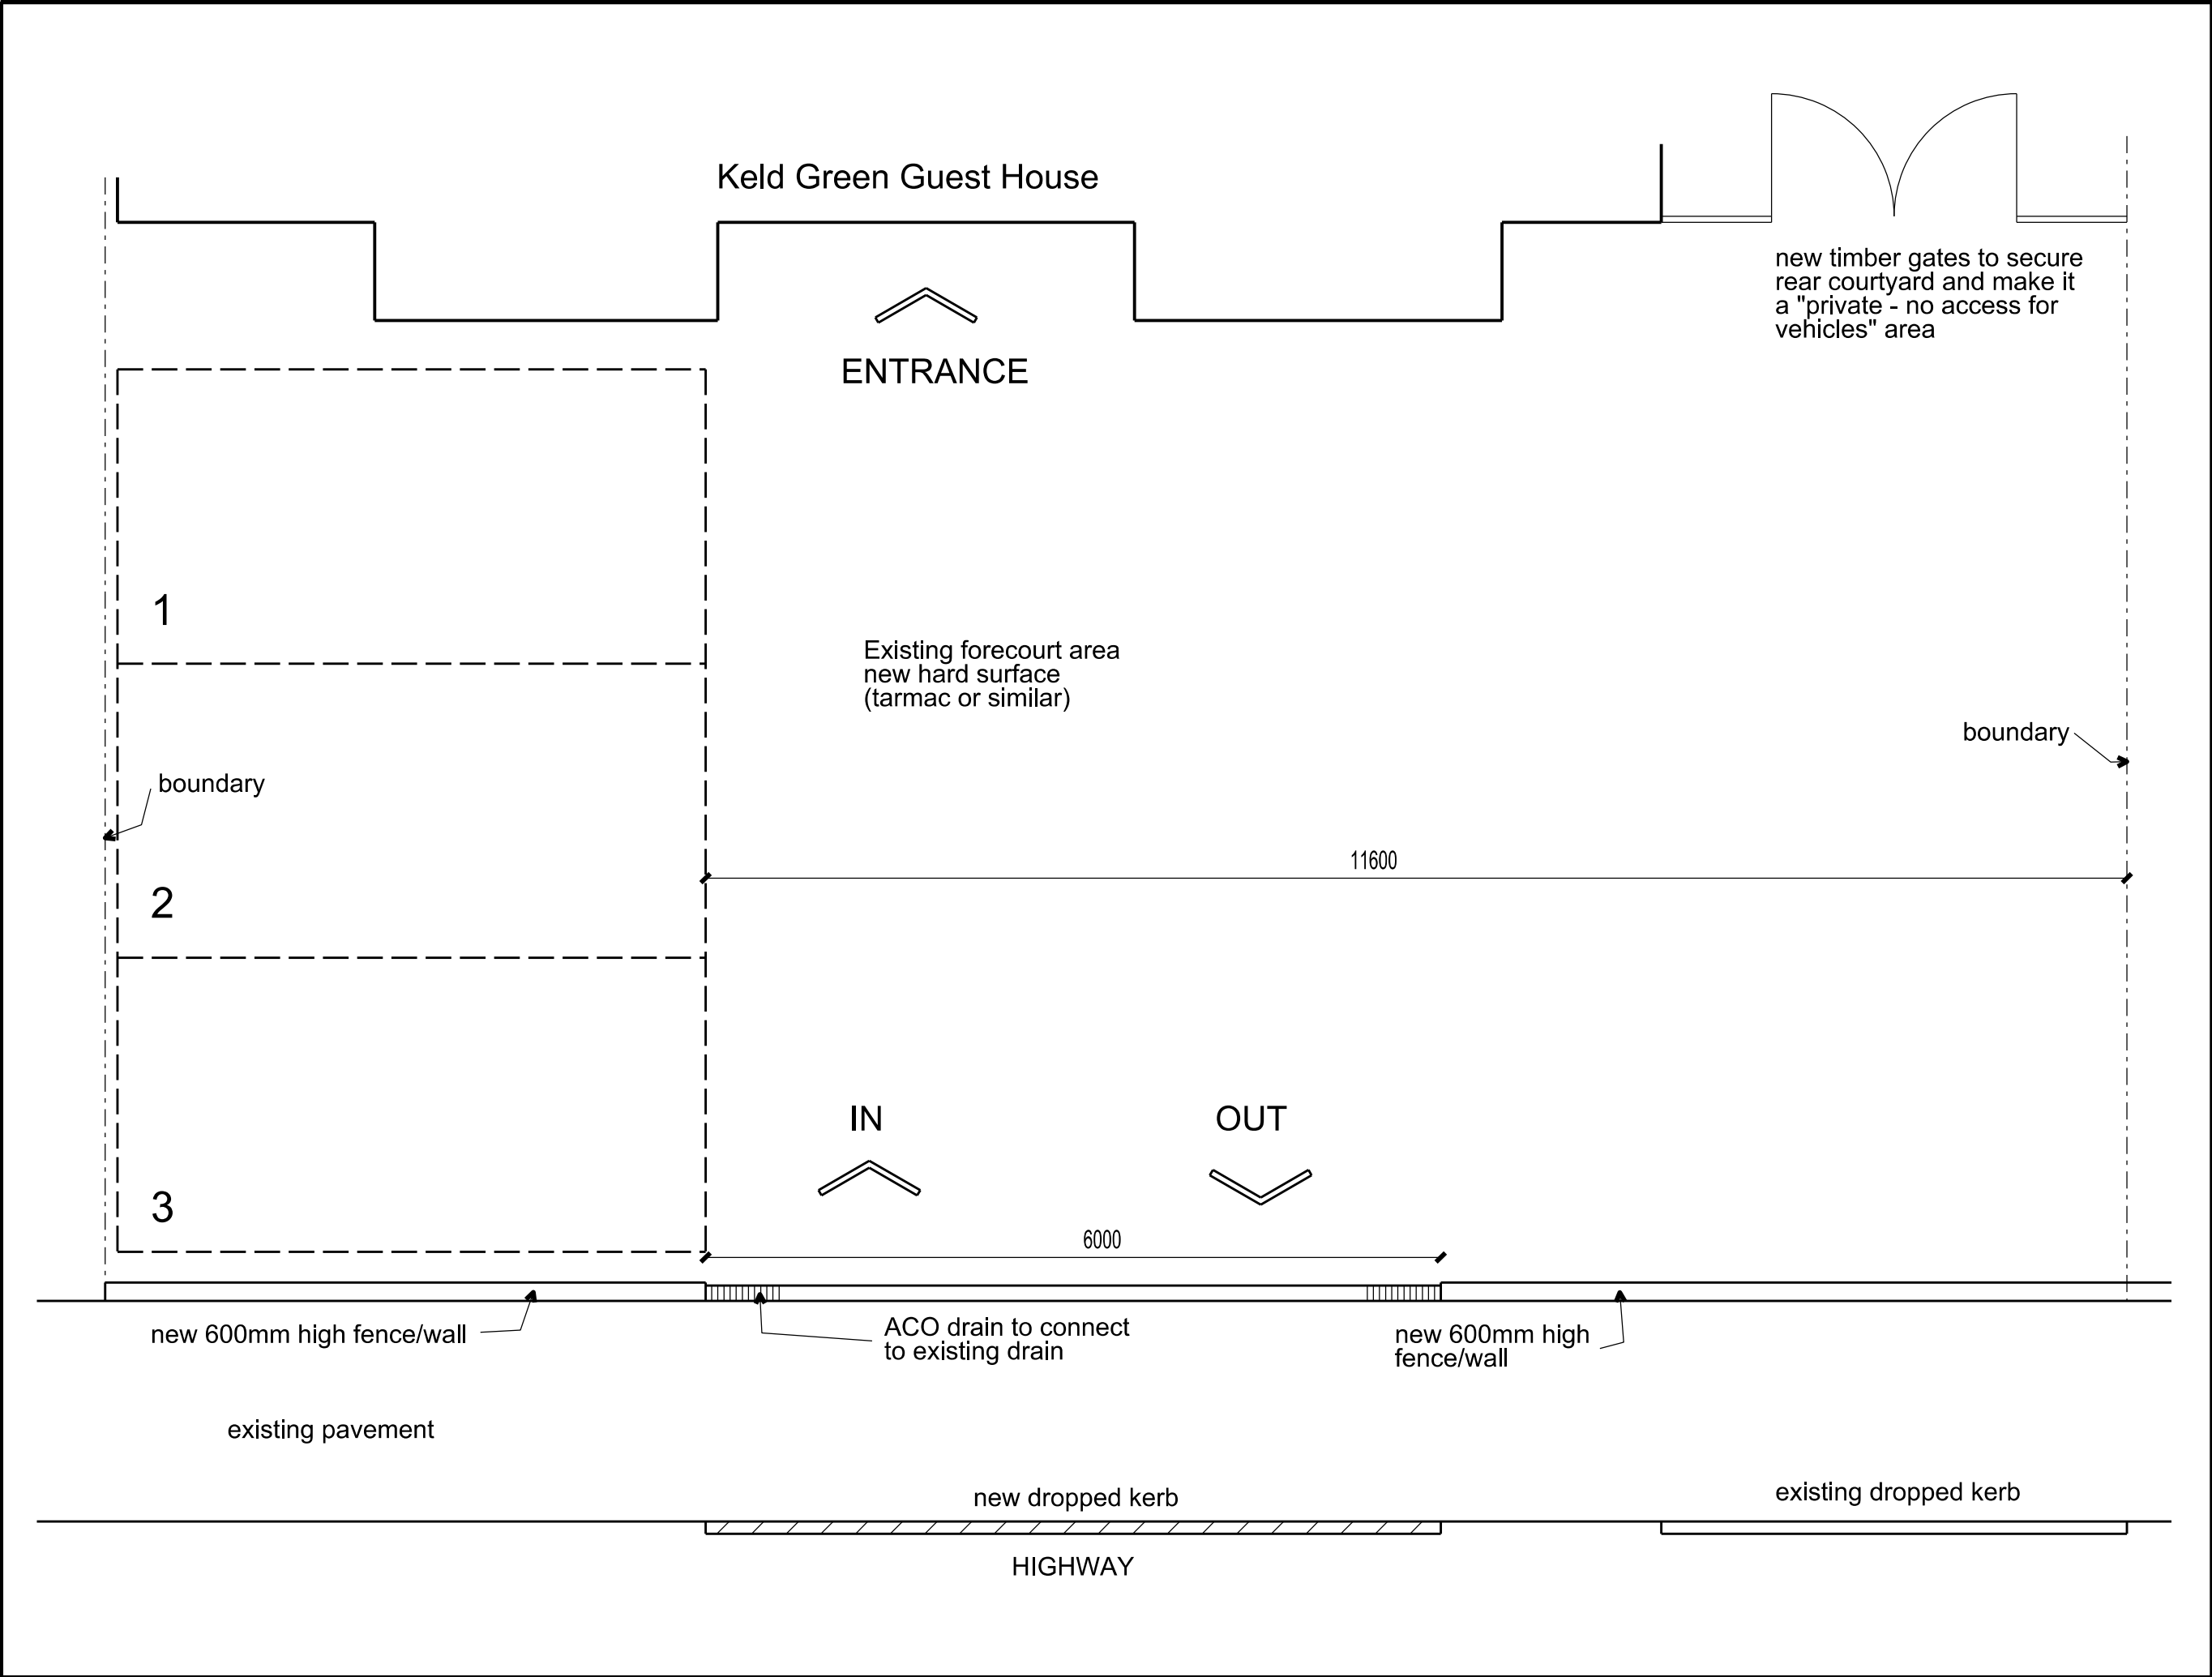 Keld Green Guest House
new timber gates to secure
rear courtyard and make it
a "private - no access for
vehicles" area
ENTRANCE
1
Existing forecourt area
new hard surface
(tarmac or similar)
boundary
boundary
11600
2
IN
OUT
3
6000
new 600mm high fence/wall
ACO drain to connect
to existing drain
new 600mm high
fence/wall
existing pavement
new dropped kerb
existing dropped kerb
HIGHWAY